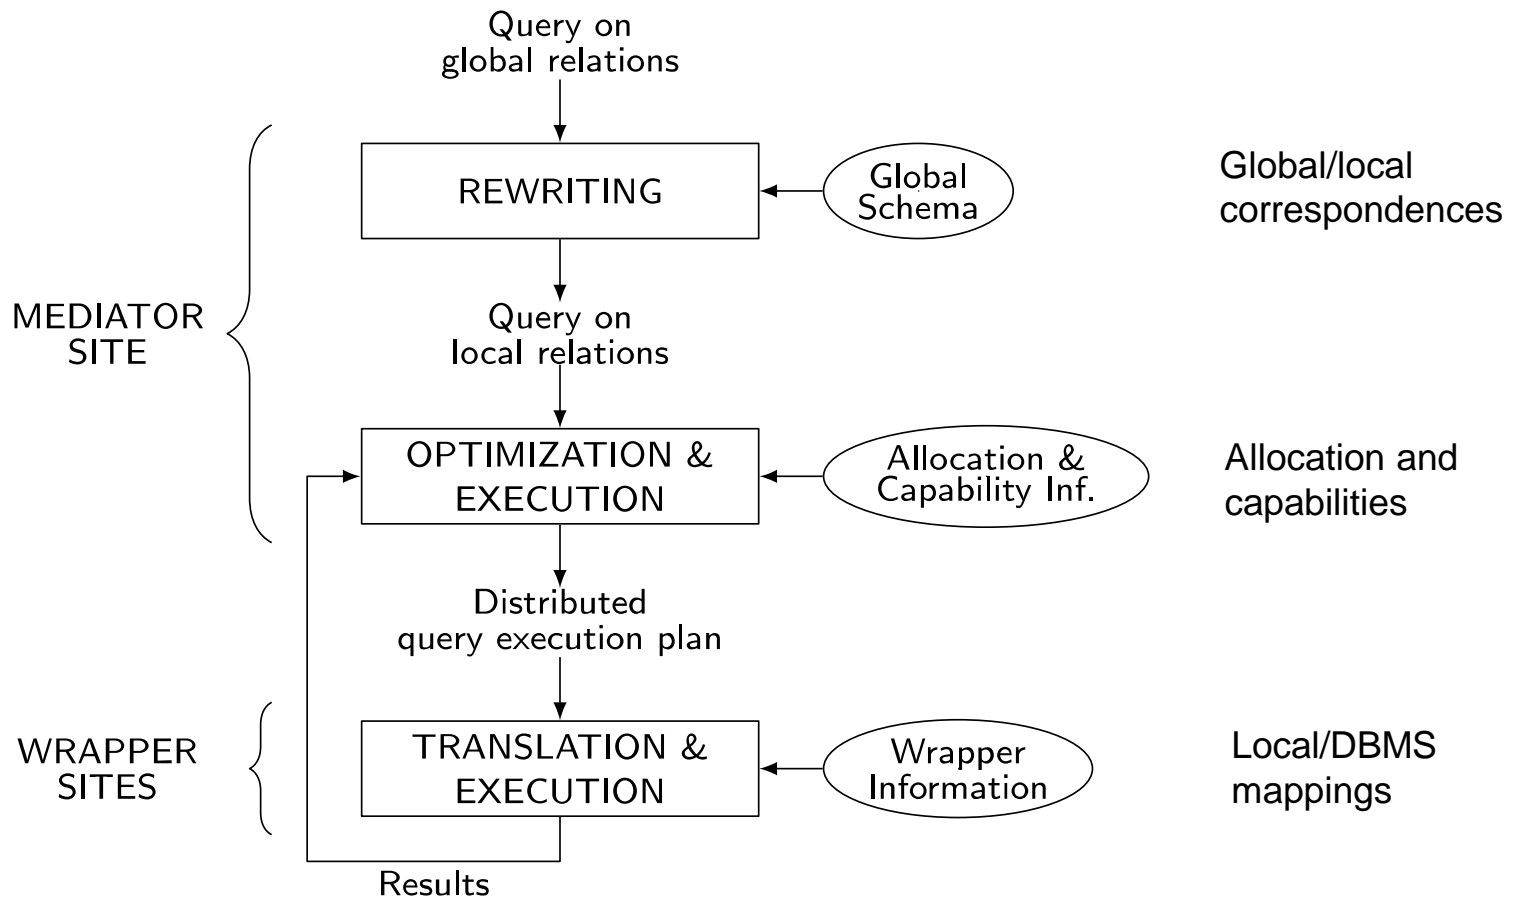 Query on
global relations
REWRITING
Global
Schema
Global/local
correspondences
MEDIATOR
SITE
Query on
local relations
OPTIMIZATION &
EXECUTION
Allocation &
Capability Inf.
Allocation and
capabilities
Distributed
query execution plan
WRAPPER
SITES
TRANSLATION &
EXECUTION
Wrapper
Information
Local/DBMS
mappings
Results